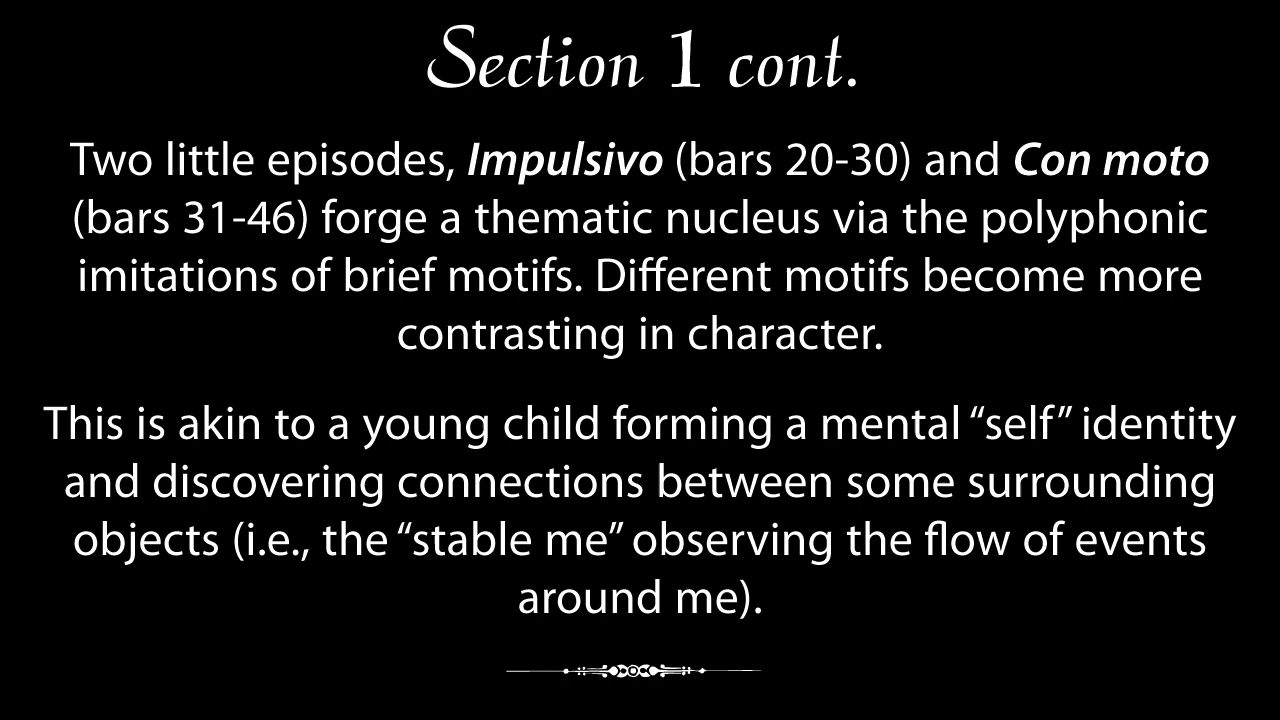 Section 1 cont.
Two little episodes, Impulsivo (bars 20-30) and Con moto
(bars 31-46) forge a thematic nucleus via the polyphonic
imitations of brief motifs. Different motifs become more
contrasting in character.
This is akin to a young child forming a mental “self” identity
and discovering connections between some surrounding
objects (i.e., the “stable me” observing the flow of events
around me).